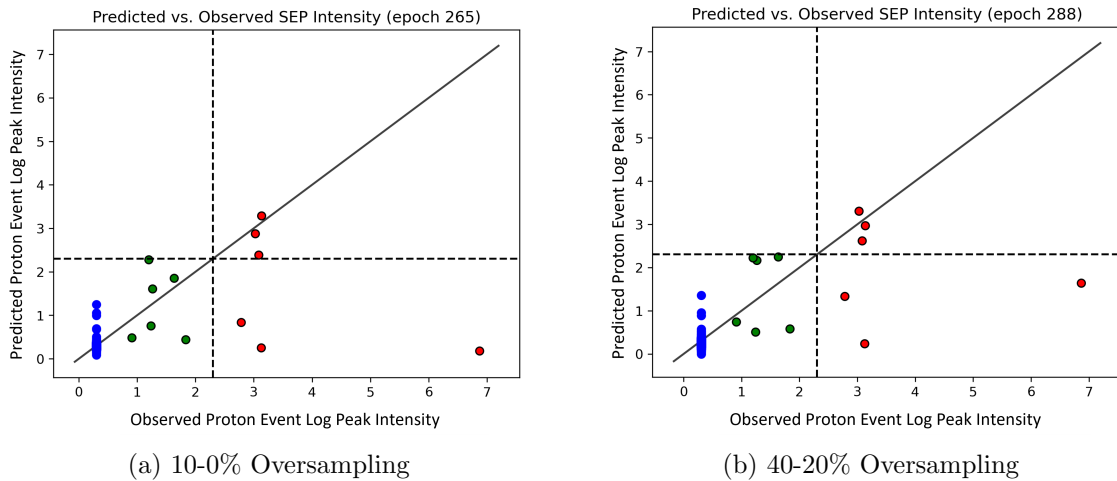 Predicted vs. Observed SEP Intensity (epoch 265)
Predicted Proton Event Log Peak Intensity
7
6
5
4
3
2
1
0
0 1 2 3 4 5 6 7
Observed Proton Event Log Peak Intensity
(a) 10-0% Oversampling
Predicted vs. Observed SEP Intensity (epoch 288)
Predicted Proton Event Log Peak Intensity
7
6
5
4
3
2
1
0
0 1 2 3 4 5 6 7
Observed Proton Event Log Peak Intensity
(b) 40-20% Oversampling